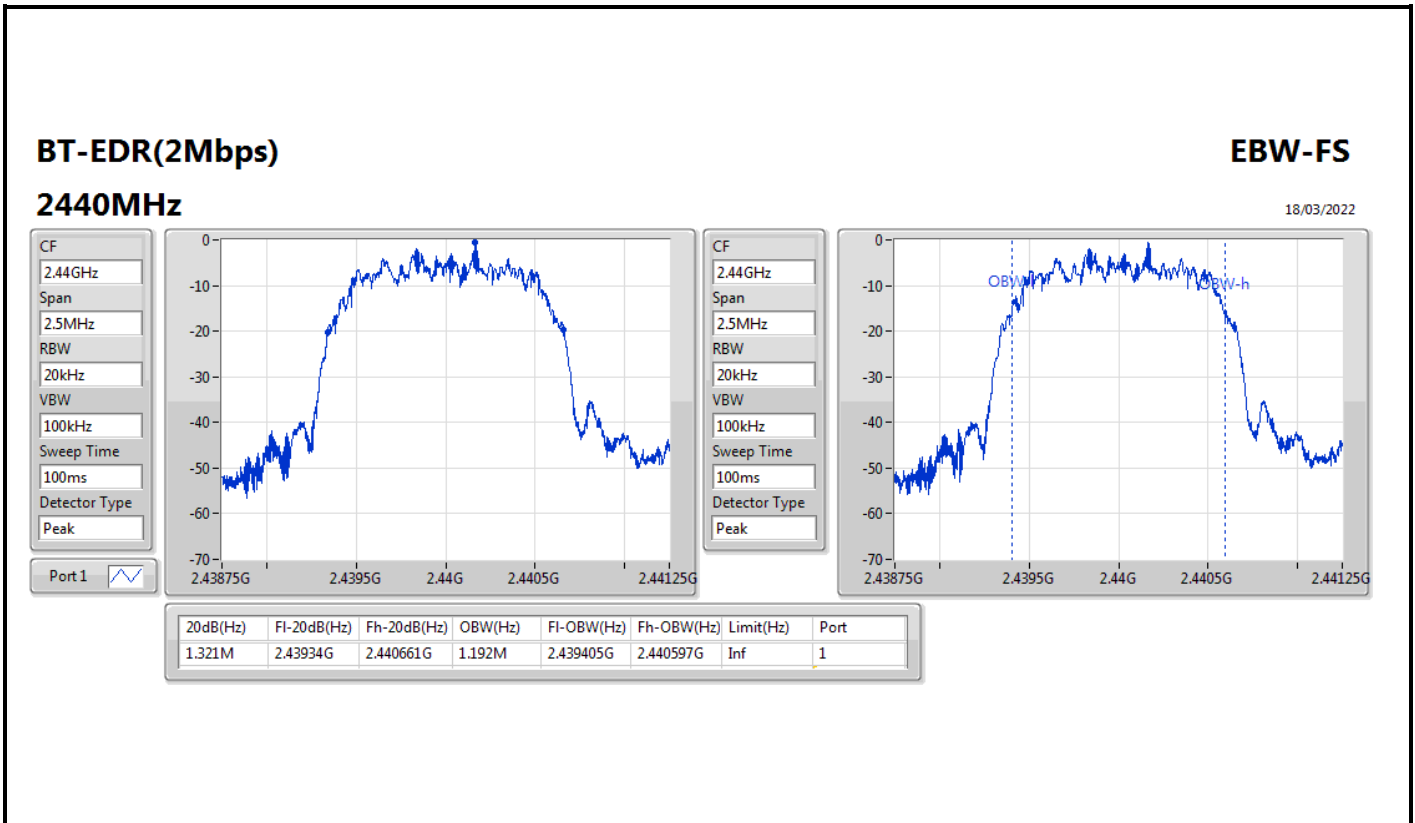 BT-EDR(2Mbps)
EBW-FS
2440MHz
18/03/2022
CF
2.44GHz
Span
2.5MHz
RBW
20kHz
VBW
100kHz
Sweep Time
100ms
Detector Type
Peak
Port 1
0
-10
-20
-30
-40
-50
-60
-70
2.43875G 2.4395G 2.44G 2.4405G 2.44125G
CF
2.44GHz
Span
2.5MHz
RBW
20kHz
VBW
100kHz
Sweep Time
100ms
Detector Type
Peak
0
-10
-20
-30
-40
-50
-60
-70
OBW-h
2.43875G 2.4395G 2.44G 2.4405G 2.44125G
20dB(Hz) Fl-20dB(Hz) Fh-20dB(Hz) OBW(Hz) Fl-OBW(Hz) Fh-OBW(Hz) Limit(Hz) Port
1.321M 2.43934G 2.440661G 1.192M 2.439405G 2.440597G Inf 1